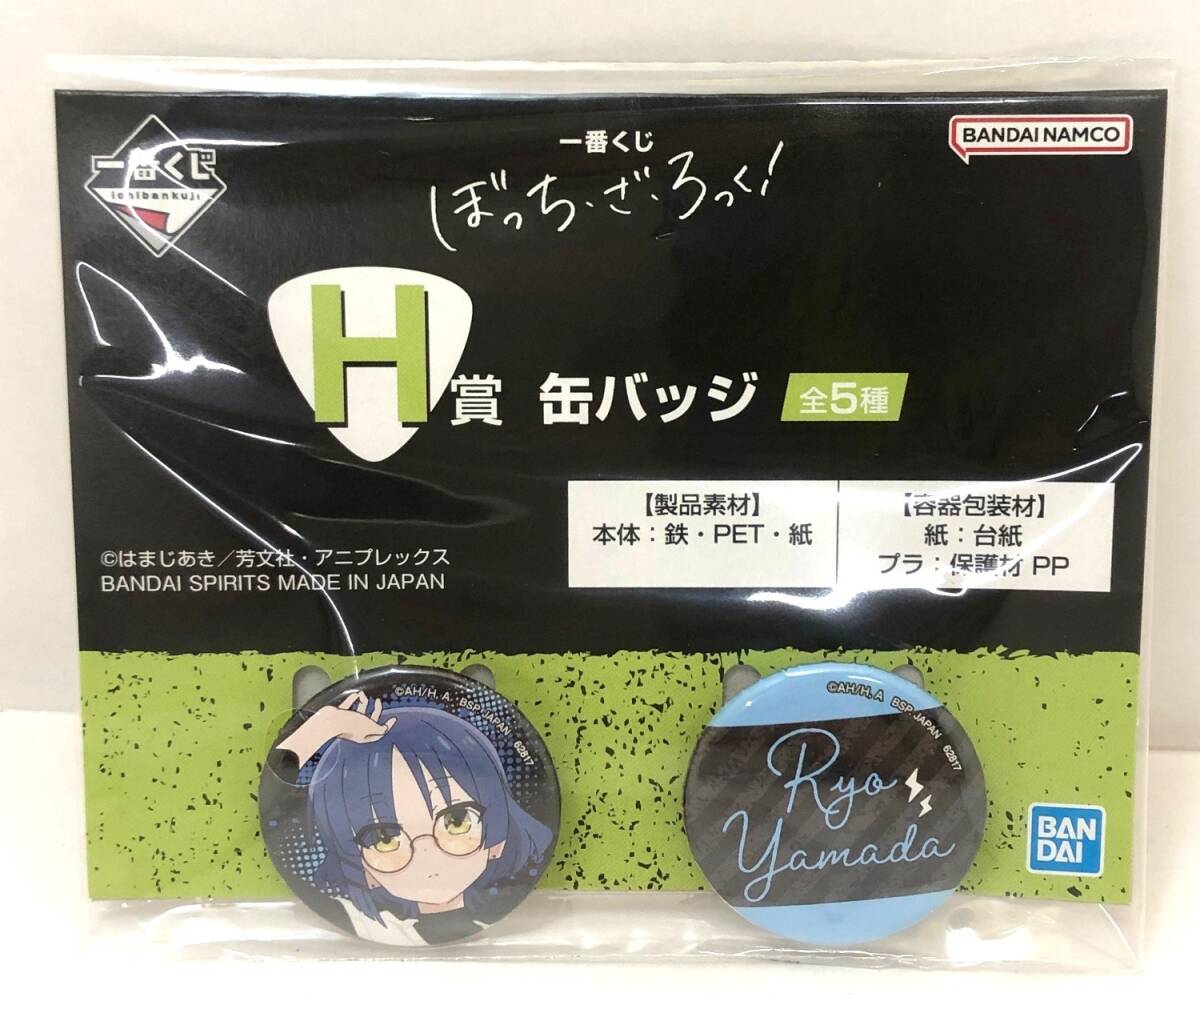 一番くじ
ichibankuji
一番くじ
ぼっち・ざ・ろっく!
BANDAI NAMCO
H賞 缶バッジ 全5種
【製品素材】
本体：鉄・PET・紙
【容器包装材】
紙：台紙
プラ：保護材 PP
©はまじあき／芳文社・アニプレックス
BANDAI SPIRITS MADE IN JAPAN
©AH/H, A BSP, JAPAN 62817
©AH/H, A BSP, JAPAN 62817
Ryo
Yamada
BAN
DAI